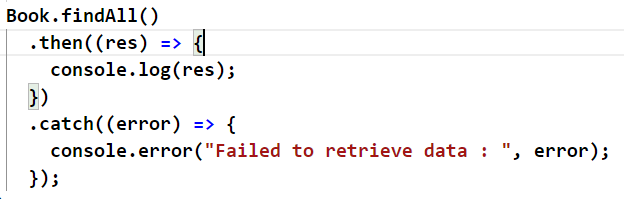 Book.findAll()
  .then((res) => {
    console.log(res);
  })
  .catch((error) => {
    console.error("Failed to retrieve data : ", error);
  });